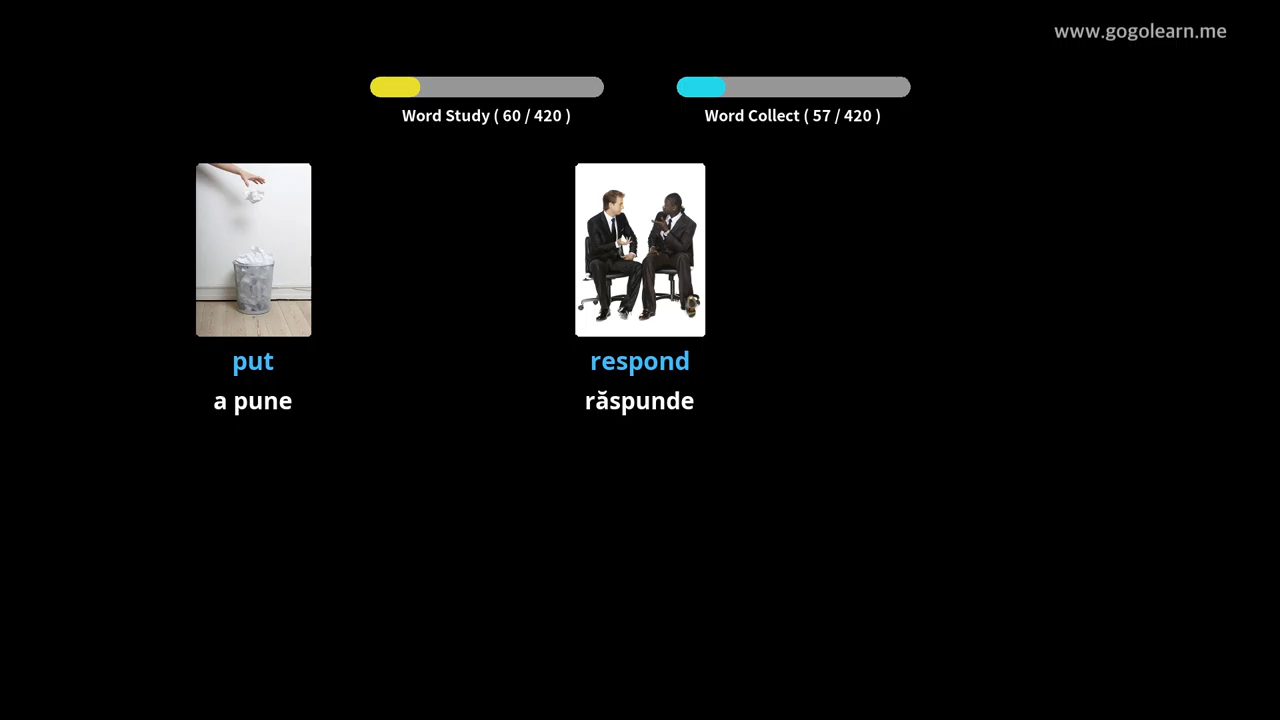 www.gogolearn.me
Word Study ( 60 / 420 )
Word Collect ( 57 / 420 )
put
a pune
respond
răspunde